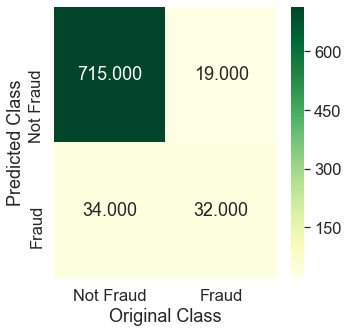 Predicted Class
Not Fraud
Fraud
715.000 19.000
34.000 32.000
Not Fraud Fraud
Original Class
600
450
300
150